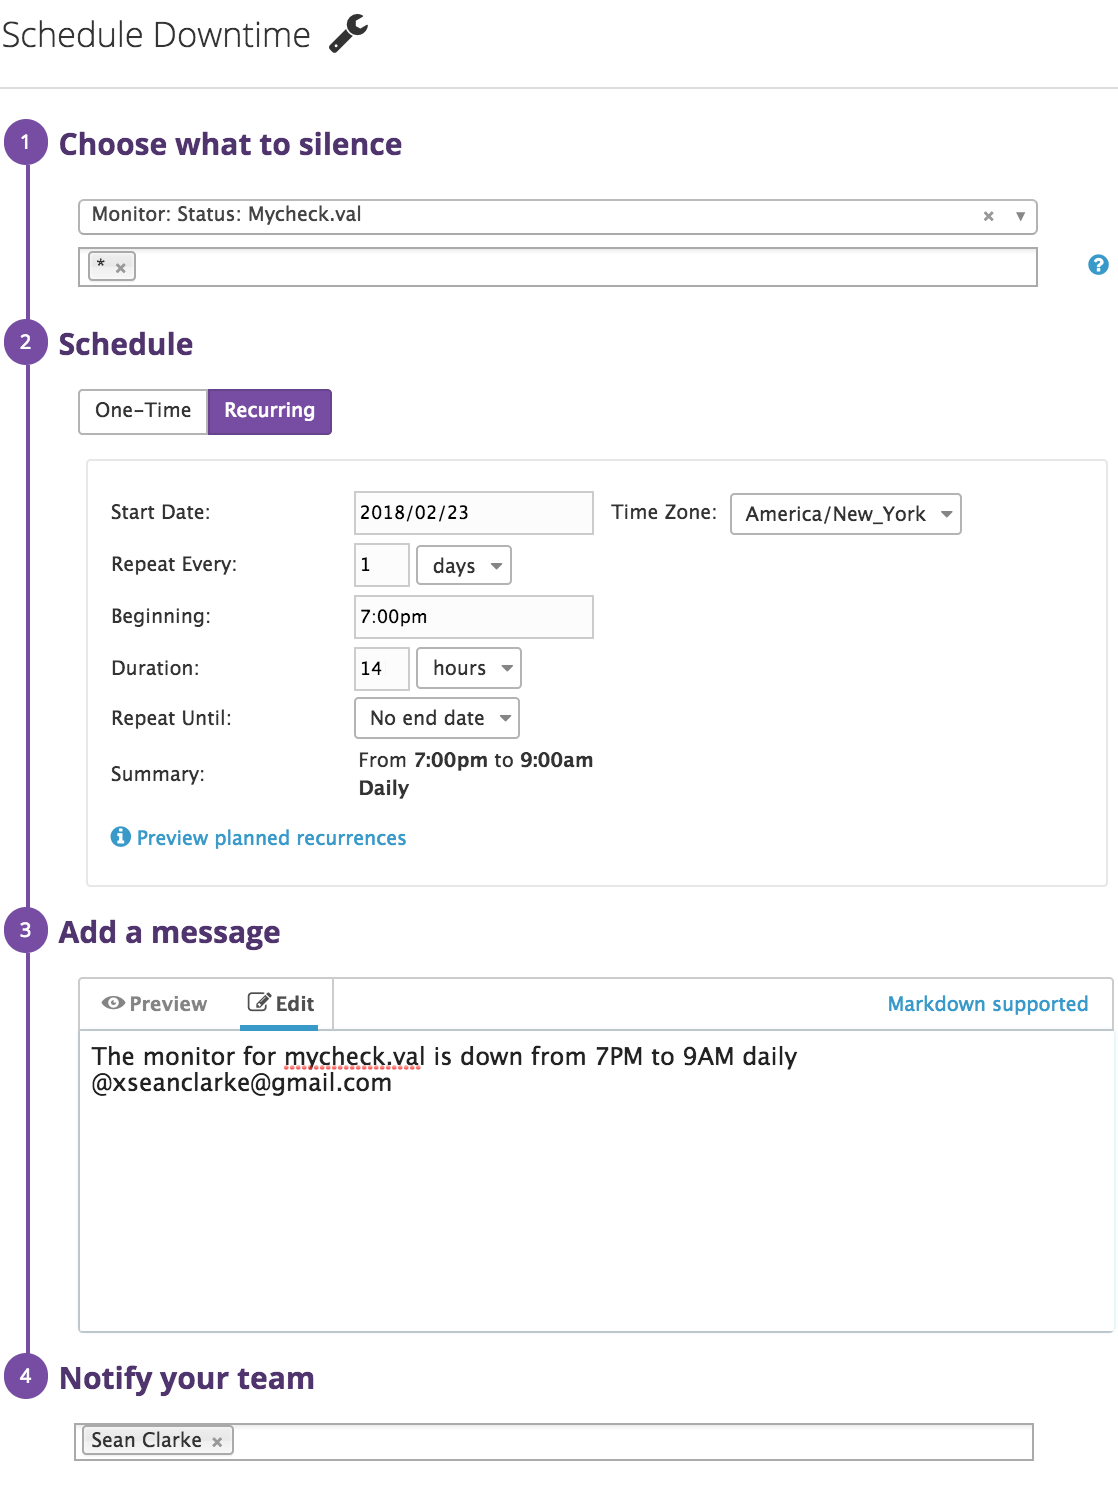 Schedule Downtime
1 Choose what to silence
Monitor: Status: Mycheck.val × ▼
* ×
?
2 Schedule
One-Time Recurring
Start Date: 2018/02/23 Time Zone: America/New_York
Repeat Every: 1 days
Beginning: 7:00pm
Duration: 14 hours
Repeat Until: No end date
Summary: From 7:00pm to 9:00am
Daily
i Preview planned recurrences
3 Add a message
Preview Edit Markdown supported
The monitor for mycheck.val is down from 7PM to 9AM daily
@xseanclarke@gmail.com
4 Notify your team
Sean Clarke ×